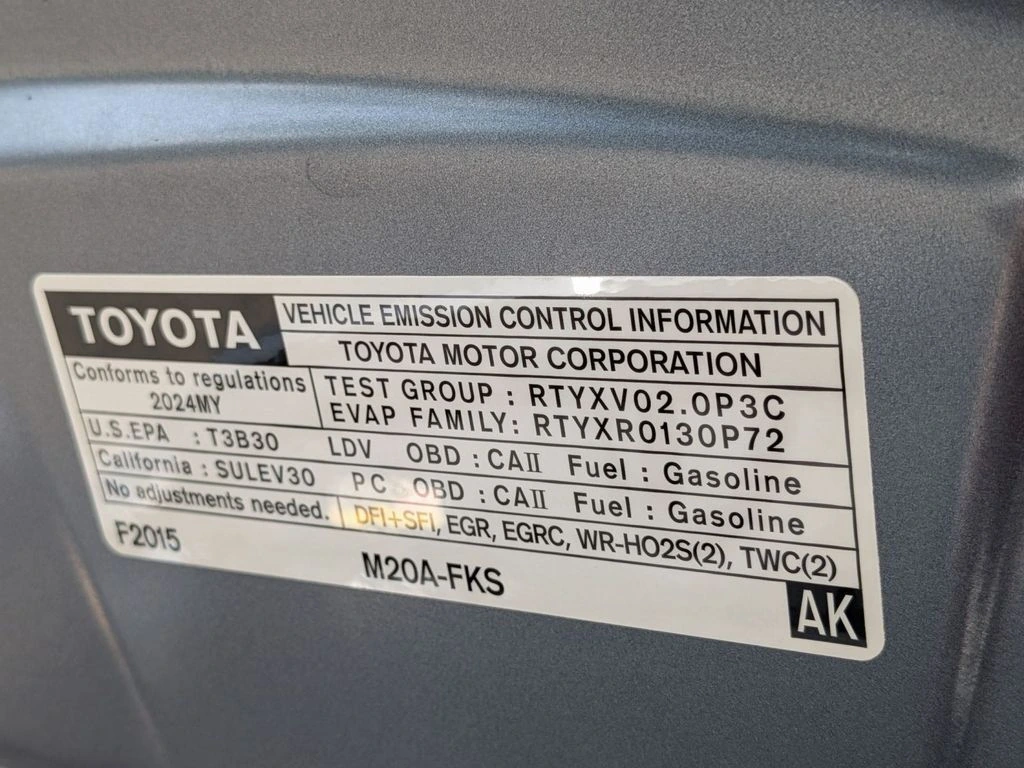 TOYOTA
VEHICLE EMISSION CONTROL INFORMATION
TOYOTA MOTOR CORPORATION
Conforms to regulations
2024MY
TEST GROUP : RTYXV02.0P3C
EVAP FAMILY: RTYXR0130P72
U.S.EPA : T3B30 LDV OBD : CAII Fuel : Gasoline
California : SULEV30 PC OBD : CAII Fuel : Gasoline
No adjustments needed. DFI+SFI, EGR, EGRC, WR-HO2S(2), TWC(2)
F2015
M20A-FKS
AK